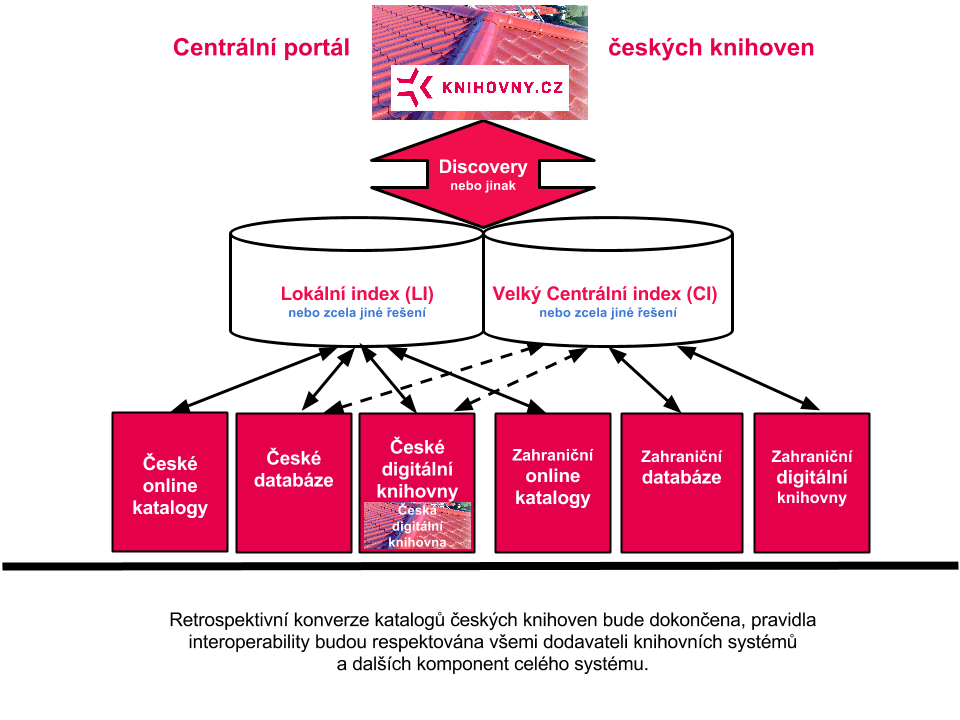 Centrální portál
českých knihoven
KNIHOVNY.CZ
Discovery
nebo jinak
Lokální index (LI)
nebo zcela jiné řešení
Velký Centrální index (CI)
nebo zcela jiné řešení
České
online
katalogy
České
databáze
České
digitální
knihovny
Česká
digitální
knihovna
Zahraniční
online
katalogy
Zahraniční
databáze
Zahraniční
digitální
knihovny
Retrospektivní konverze katalogů českých knihoven bude dokončena, pravidla
interoperability budou respektována všemi dodavateli knihovních systémů
a dalších komponent celého systému.